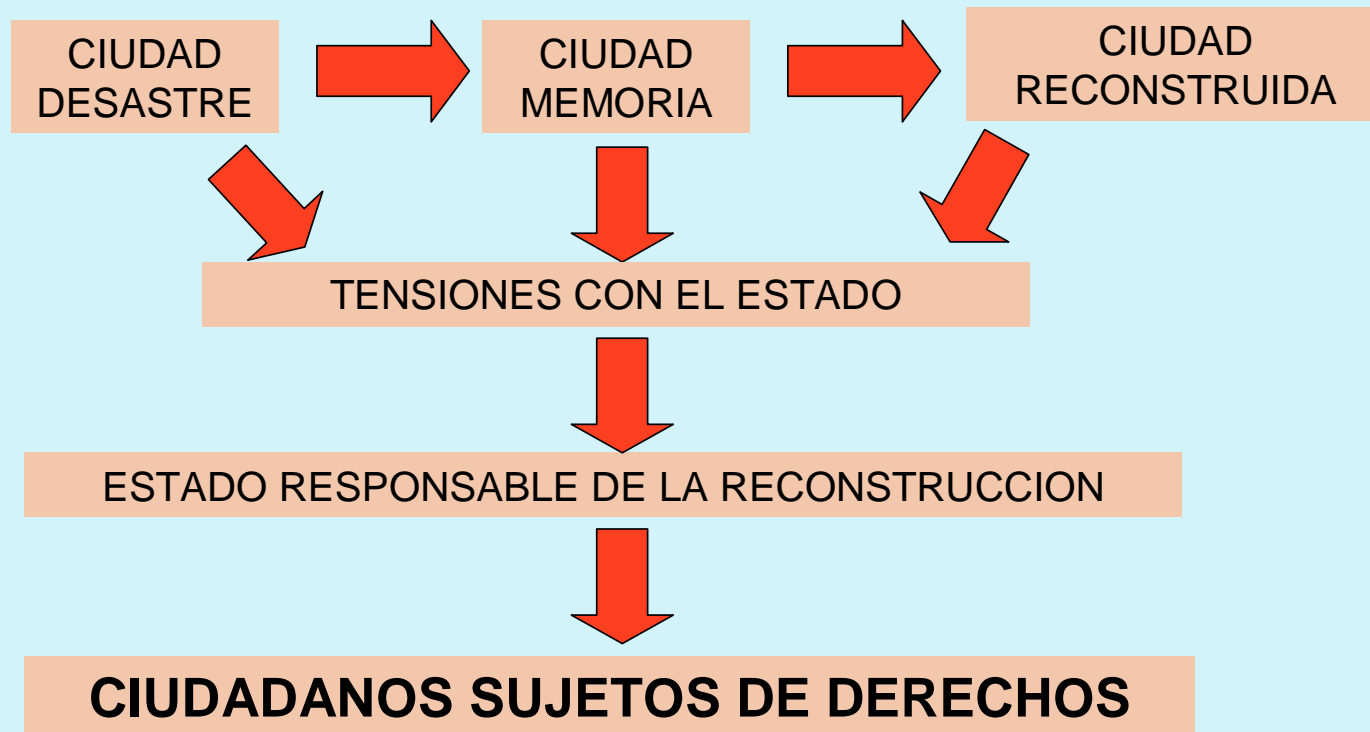 CIUDAD
DESASTRE
CIUDAD
MEMORIA
CIUDAD
RECONSTRUIDA
TENSIONES CON EL ESTADO
ESTADO RESPONSABLE DE LA RECONSTRUCCION
CIUDADANOS SUJETOS DE DERECHOS